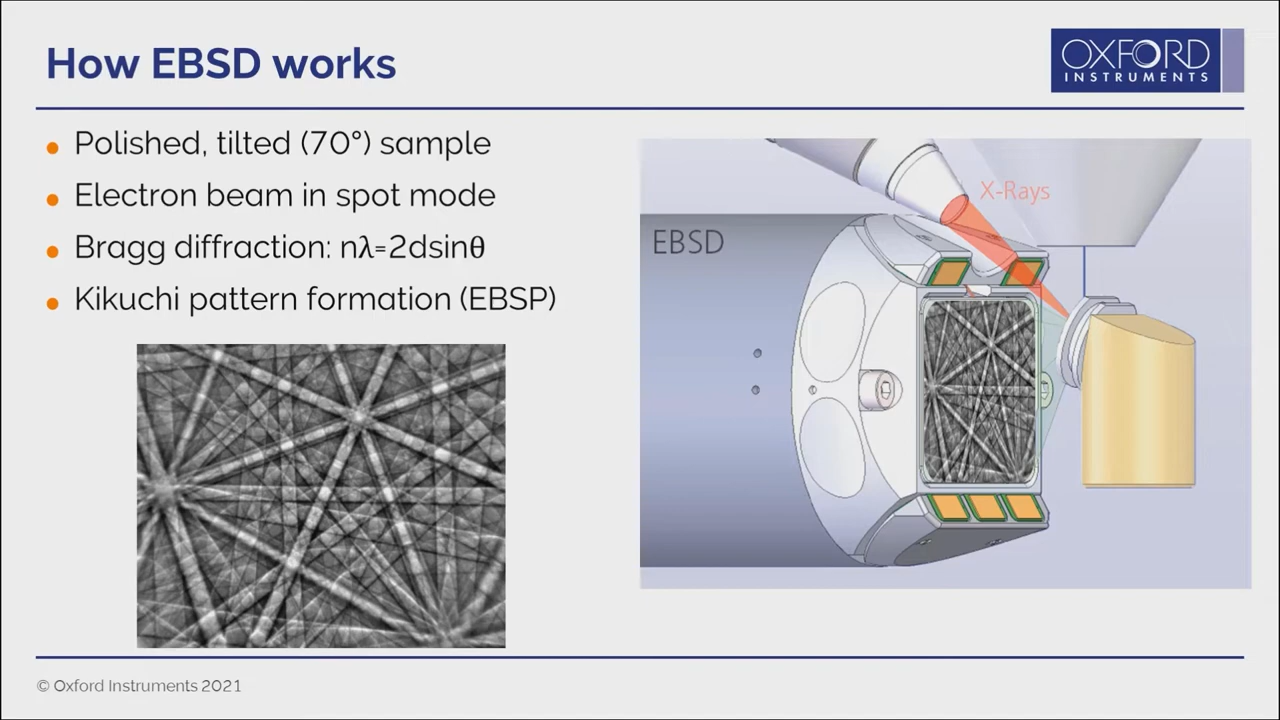 How EBSD works
OXFORD
INSTRUMENTS
Polished, tilted (70°) sample
Electron beam in spot mode
Bragg diffraction: nλ=2dsinθ
Kikuchi pattern formation (EBSP)
X-Rays
EBSD
© Oxford Instruments 2021